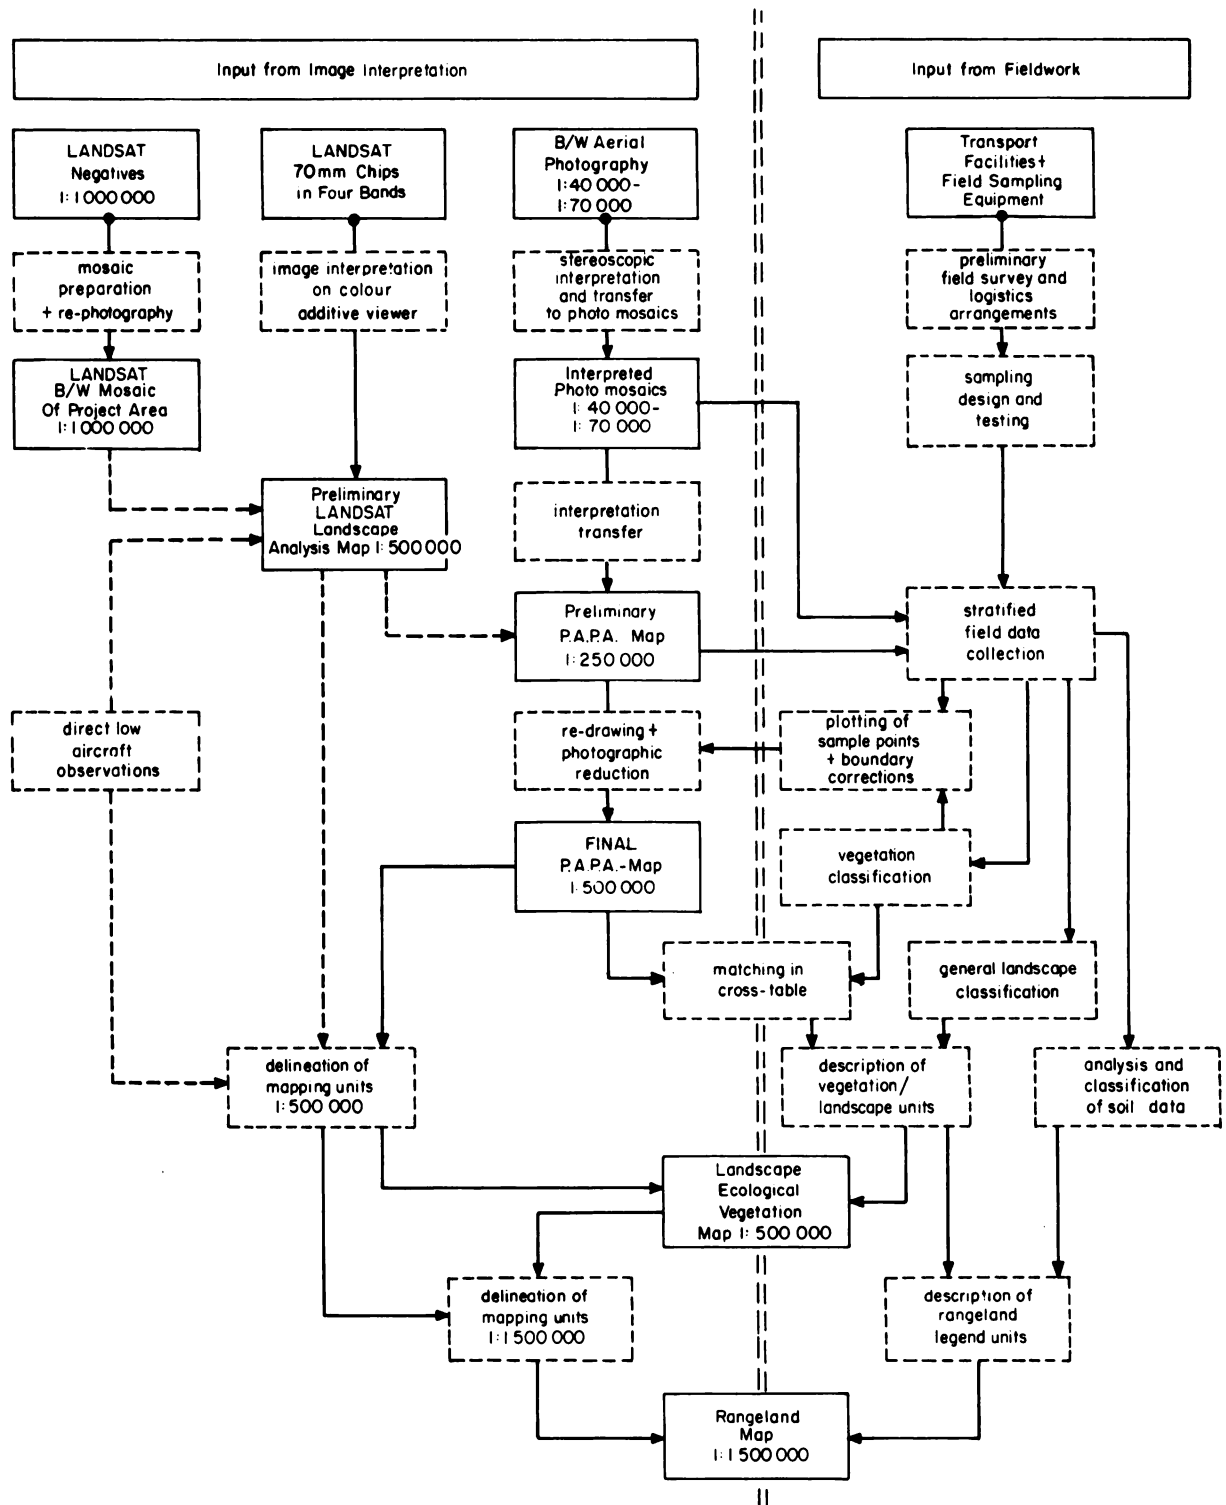 Input from Image Interpretation
Input from Fieldwork
LANDSAT
Negatives
1:1 000 000
LANDSAT
70mm Chips
in Four Bands
B/W Aerial
Photography
1:40 000-
1:70 000
Transport
Facilities+
Field Sampling
Equipment
mosaic
preparation
+ re-photography
image interpretation
on colour
additive viewer
stereoscopic
interpretation
and transfer
to photo mosaics
preliminary
field survey and
logistics
arrangements
LANDSAT
B/W Mosaic
Of Project Area
1:1 000 000
Interpreted
Photo mosaics
1: 40 000-
1: 70 000
sampling
design and
testing
Preliminary
LANDSAT
Landscape
Analysis Map 1: 500 000
interpretation
transfer
Preliminary
P.A.P.A. Map
1:250 000
stratified
field data
collection
direct low
aircraft
observations
re-drawing +
photographic
reduction
plotting of
sample points
+ boundary
corrections
FINAL
P.A.P.A.-Map
1:500 000
vegetation
classification
matching in
cross-table
general landscape
classification
delineation of
mapping units
1:500 000
description of
vegetation/
landscape units
analysis and
classification
of soil data
Landscape
Ecological
Vegetation
Map 1: 500 000
delineation of
mapping units
1:1 500 000
description of
rangeland
legend units
Rangeland
Map
1:1 500 000